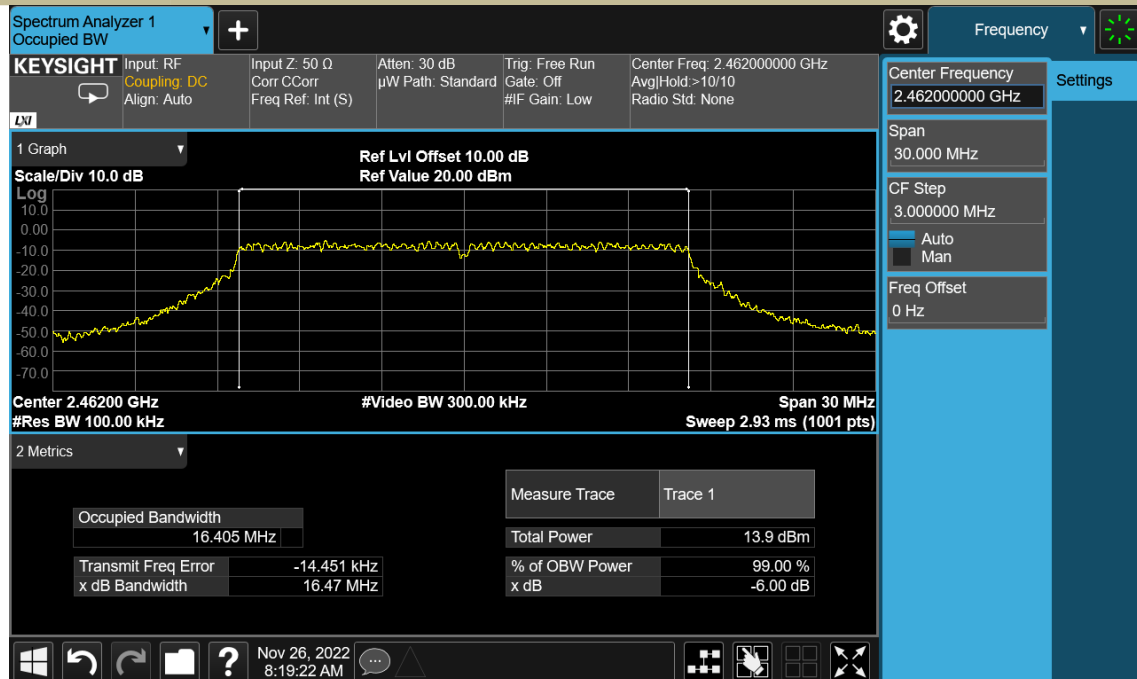 Spectrum Analyzer 1
Occupied BW
Frequency
KEYSIGHT
LXI
Input: RF
Coupling: DC
Align: Auto
Input Z: 50 Ω
Corr CCorr
Freq Ref: Int (S)
Atten: 30 dB
µW Path: Standard
Trig: Free Run
Gate: Off
#IF Gain: Low
Center Freq: 2.462000000 GHz
Avg|Hold:>10/10
Radio Std: None
Center Frequency
2.462000000 GHz
Settings
Span
30.000 MHz
CF Step
3.000000 MHz
Auto
Man
Freq Offset
0 Hz
1 Graph
Scale/Div 10.0 dB
Ref Lvl Offset 10.00 dB
Ref Value 20.00 dBm
Log
10.0
0.00
-10.0
-20.0
-30.0
-40.0
-50.0
-60.0
-70.0
Center 2.46200 GHz
#Video BW 300.00 kHz
Span 30 MHz
#Res BW 100.00 kHz
Sweep 2.93 ms (1001 pts)
2 Metrics
Measure Trace Trace 1
Occupied Bandwidth
16.405 MHz
Total Power 13.9 dBm
Transmit Freq Error -14.451 kHz
% of OBW Power 99.00 %
x dB Bandwidth 16.47 MHz
x dB -6.00 dB
?
Nov 26, 2022
8:19:22 AM